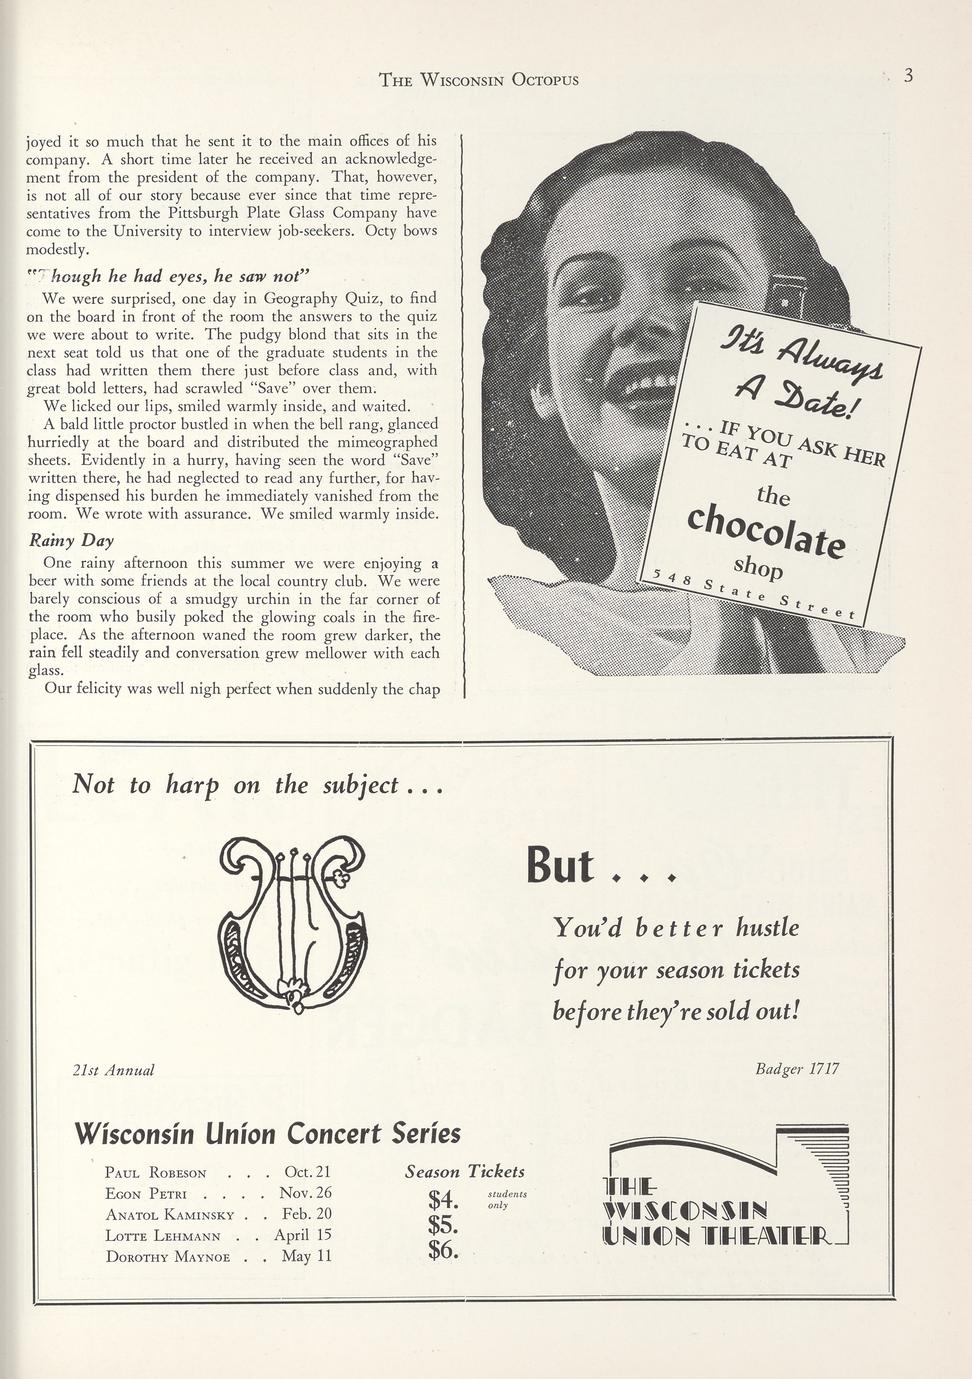 The Wisconsin Octopus
3
joyed it so much that he sent it to the main offices of his
company. A short time later he received an acknowledge-
ment from the president of the company. That, however,
is not all of our story because ever since that time repre-
sentatives from the Pittsburgh Plate Glass Company have
come to the University to interview job-seekers. Octy bows
modestly.
"Though he had eyes, he saw not"
We were surprised, one day in Geography Quiz, to find
on the board in front of the room the answers to the quiz
we were about to write. The pudgy blond that sits in the
next seat told us that one of the graduate students in the
class had written them there just before class and, with
great bold letters, had scrawled "Save" over them.
We licked our lips, smiled warmly inside, and waited.
A bald little proctor bustled in when the bell rang, glanced
hurriedly at the board and distributed the mimeographed
sheets. Evidently in a hurry, having seen the word "Save"
written there, he had neglected to read any further, for hav-
ing dispensed his burden he immediately vanished from the
room. We wrote with assurance. We smiled warmly inside.
Rainy Day
One rainy afternoon this summer we were enjoying a
beer with some friends at the local country club. We were
barely conscious of a smudgy urchin in the far corner of
the room who busily poked the glowing coals in the fire-
place. As the afternoon waned the room grew darker, the
rain fell steadily and conversation grew mellower with each
glass.
Our felicity was well nigh perfect when suddenly the chap
It's Always
A Date!
... IF YOU ASK HER
TO EAT AT
the
chocolate
shop
548 State Street
Not to harp on the subject...
But...
You'd better hustle
for your season tickets
before they're sold out!
21st Annual
Badger 1717
Wisconsin Union Concert Series
Paul Robeson . . . Oct. 21
Egon Petri . . . . Nov. 26
Anatol Kaminsky . . Feb. 20
Lotte Lehmann . . April 15
Dorothy Maynoe . . May 11
Season Tickets
$4. students only
$5.
$6.
THE
WISCONSIN
UNION THEATER